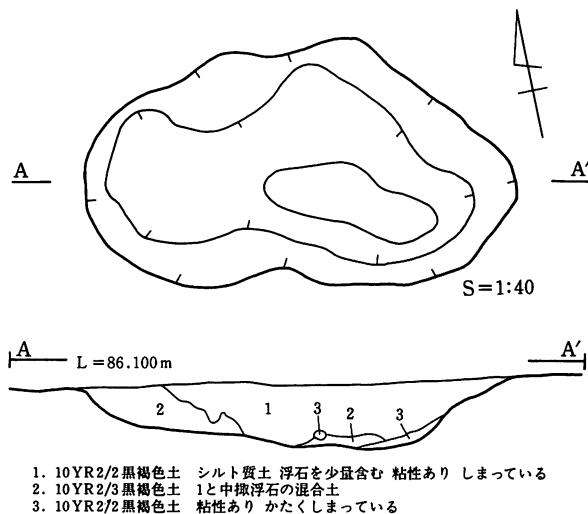 A A′
S=1:40
A L=86.100m A′
2 1 3 2 3
1. 10YR2/2黒褐色土 シルト質土 浮石を少量含む 粘性あり しまっている
2. 10YR2/3黒褐色土 1と中掫浮石の混合土
3. 10YR2/2黒褐色土 粘性あり かたくしまっている